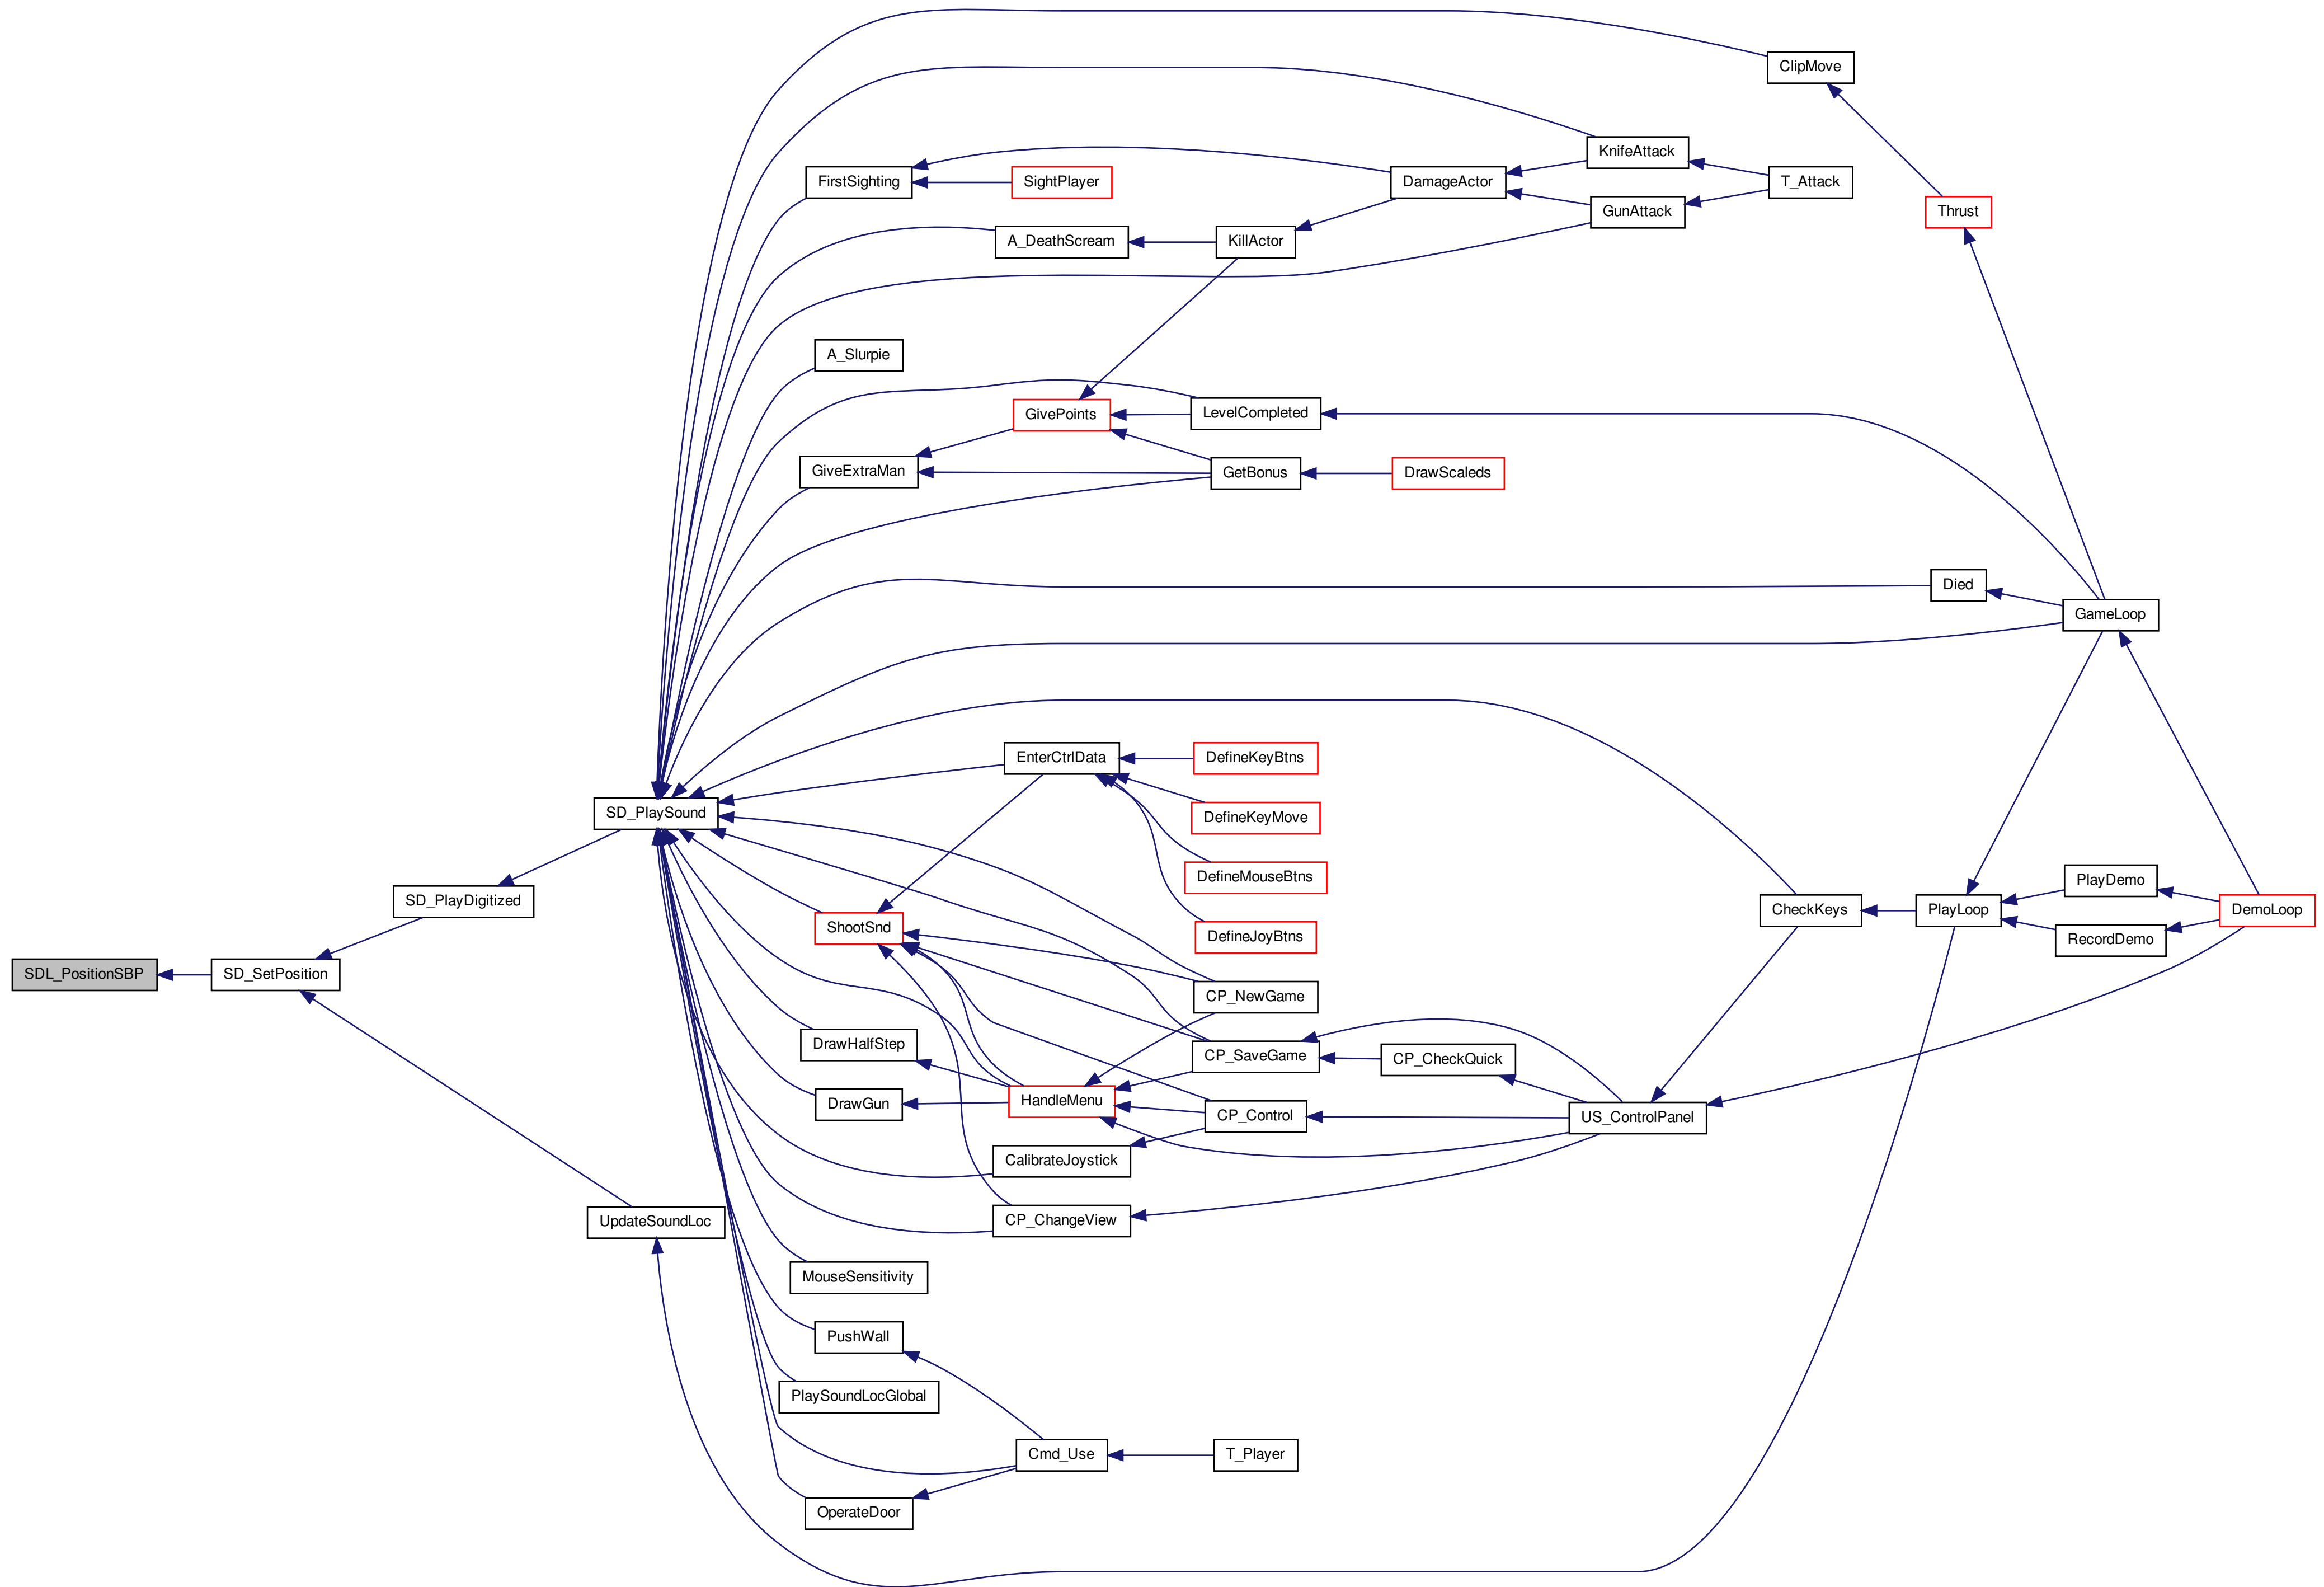 ClipMove
KnifeAttack
FirstSighting
SightPlayer
DamageActor
T_Attack
GunAttack
Thrust
A_DeathScream
KillActor
A_Slurpie
GivePoints
LevelCompleted
GiveExtraMan
GetBonus
DrawScaleds
Died
GameLoop
EnterCtrlData
DefineKeyBtns
SD_PlaySound
DefineKeyMove
DefineMouseBtns
PlayDemo
SD_PlayDigitized
CheckKeys
PlayLoop
DemoLoop
ShootSnd
DefineJoyBtns
RecordDemo
SDL_PositionSBP
SD_SetPosition
CP_NewGame
DrawHalfStep
CP_SaveGame
CP_CheckQuick
DrawGun
HandleMenu
CP_Control
US_ControlPanel
CalibrateJoystick
UpdateSoundLoc
CP_ChangeView
MouseSensitivity
PushWall
PlaySoundLocGlobal
Cmd_Use
T_Player
OperateDoor